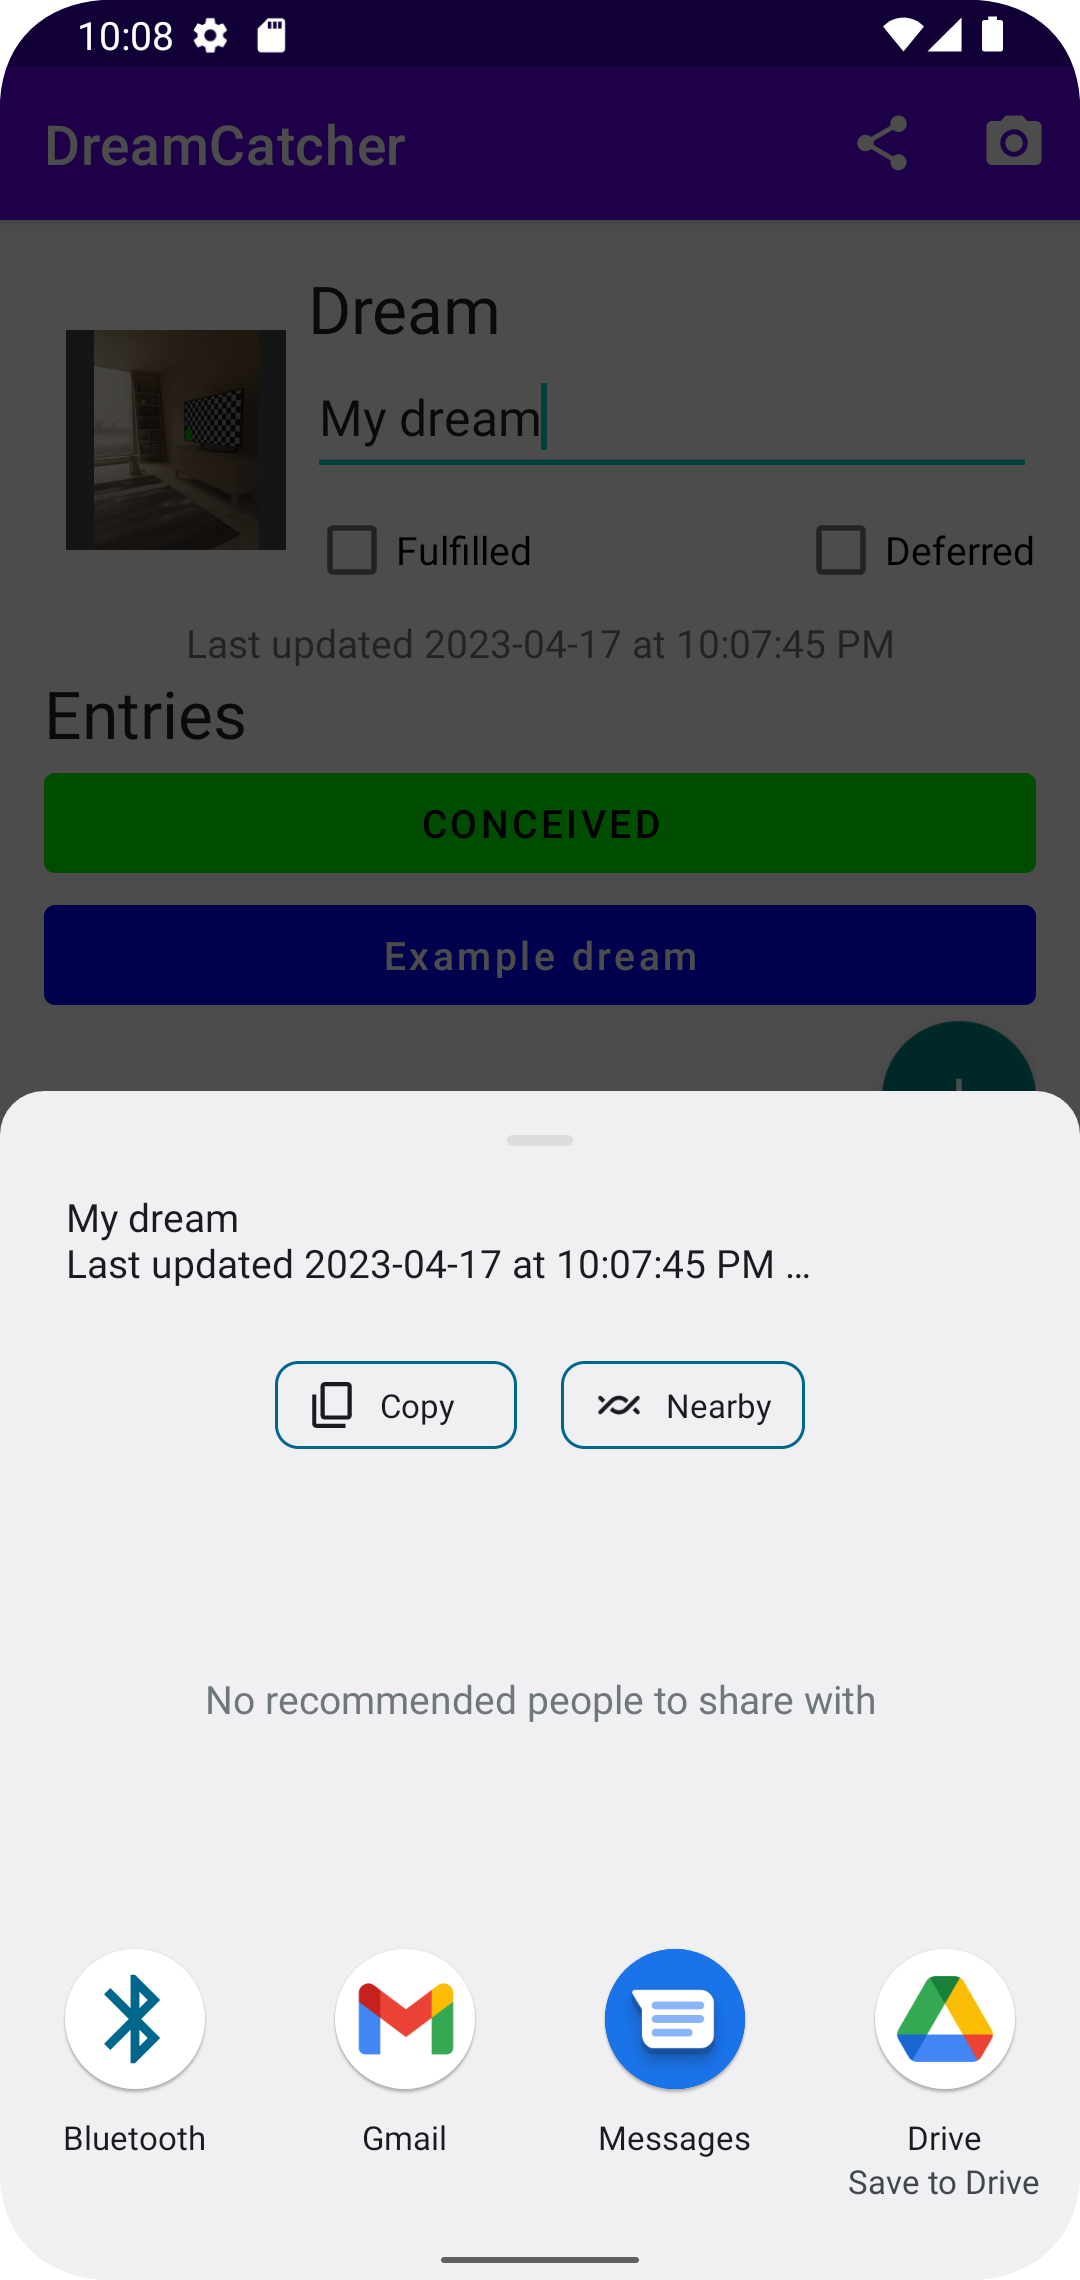 10:08
DreamCatcher
Dream
My dream
Fulfilled
Deferred
Last updated 2023-04-17 at 10:07:45 PM
Entries
CONCEIVED
Example dream
My dream
Last updated 2023-04-17 at 10:07:45 PM ...
Copy
Nearby
No recommended people to share with
Bluetooth
Gmail
Messages
Drive
Save to Drive